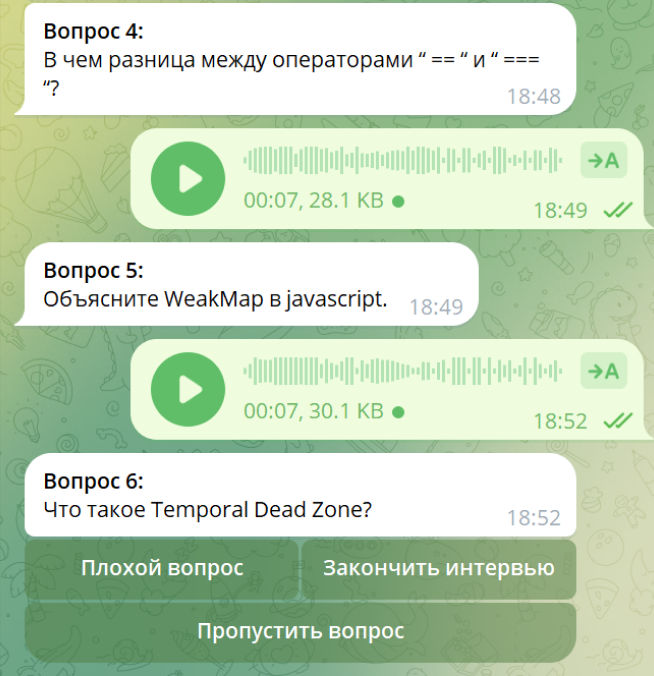 Вопрос 4:
В чем разница между операторами “ == “ и “ ===
“?
18:48
00:07, 28.1 KB
→A
18:49
Вопрос 5:
Объясните WeakMap в javascript.
18:49
00:07, 30.1 KB
→A
18:52
Вопрос 6:
Что такое Temporal Dead Zone?
18:52
Плохой вопрос
Закончить интервью
Пропустить вопрос